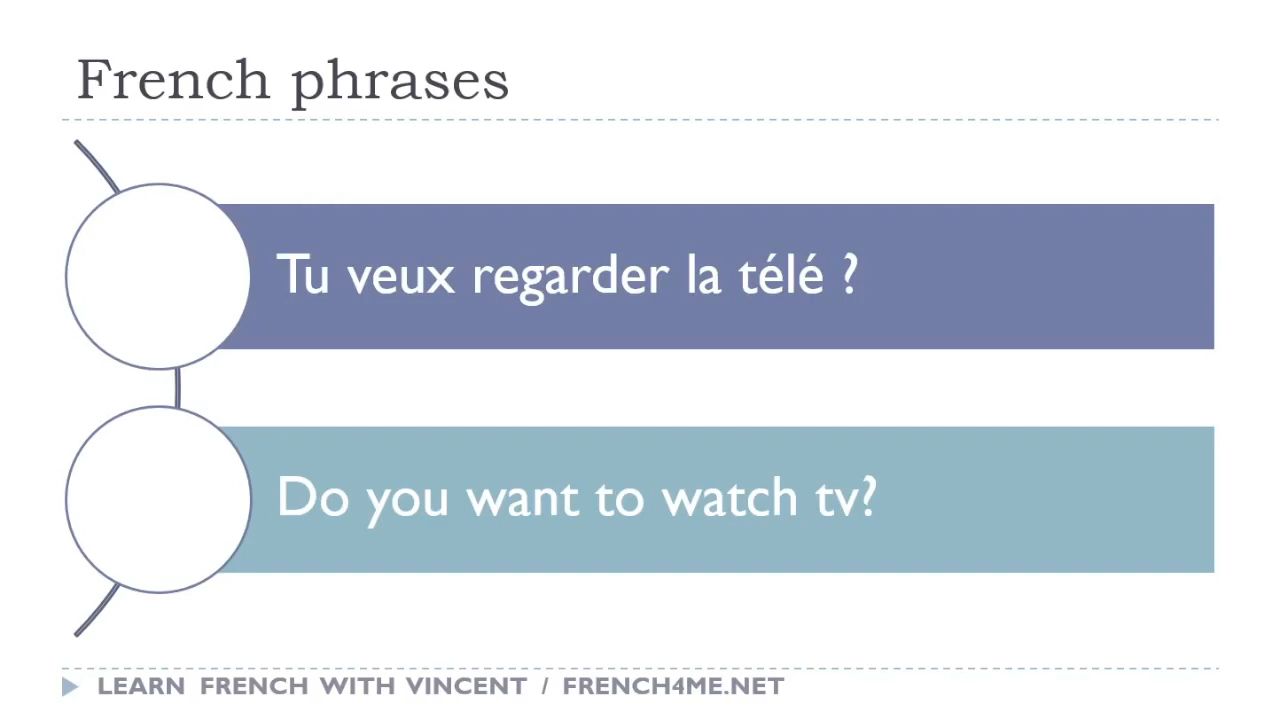 French phrases
Tu veux regarder la télé ?
Do you want to watch tv?
LEARN FRENCH WITH VINCENT / FRENCH4ME.NET